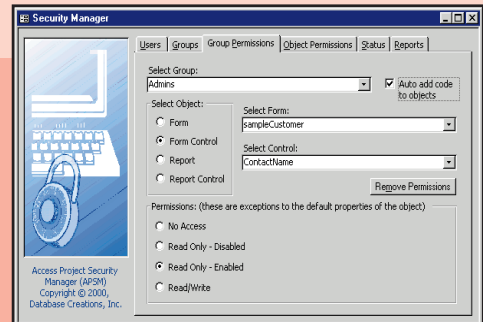 Security Manager
Users Groups Group Permissions Object Permissions Status Reports
Select Group:
Admins
Auto add code
to objects
Select Object:
Form
Form Control
Report
Report Control
Select Form:
sampleCustomer
Select Control:
ContactName
Remove Permissions
Permissions: (these are exceptions to the default properties of the object)
No Access
Read Only - Disabled
Read Only - Enabled
Read/Write
Access Project Security
Manager (APSM)
Copyright © 2000,
Database Creations, Inc.